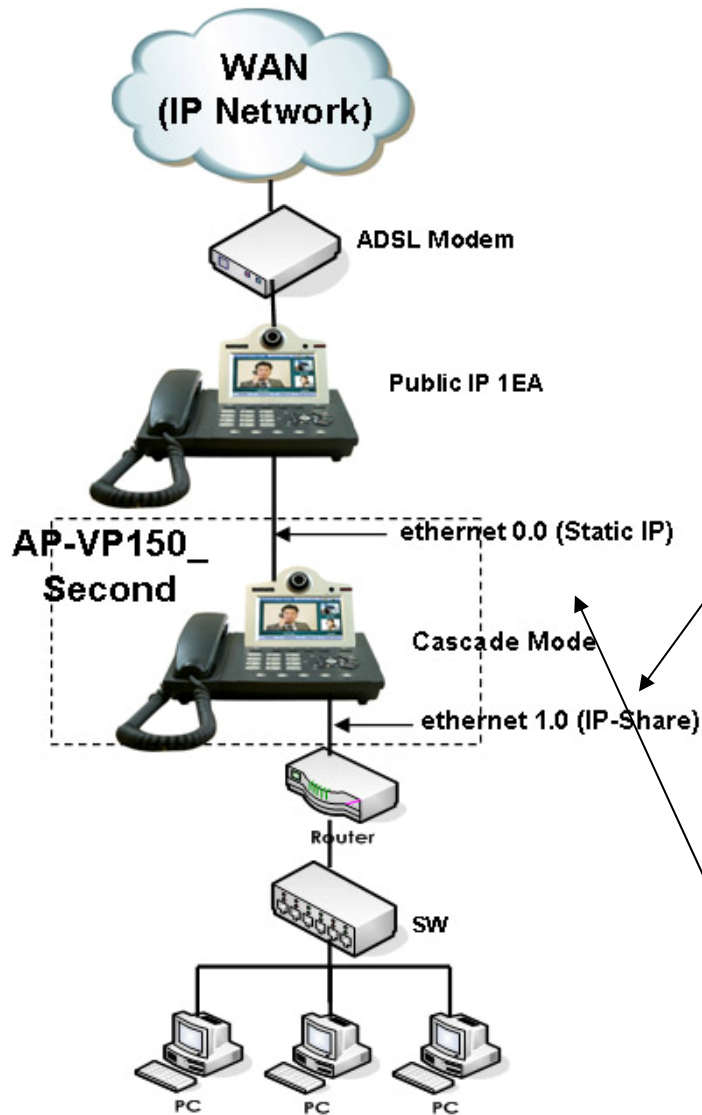 WAN
(IP Network)
ADSL Modem
Public IP 1EA
ethernet 0.0 (Static IP)
AP-VP150_
Second
Cascade Mode
ethernet 1.0 (IP-Share)
Router
SW
PC
PC
PC